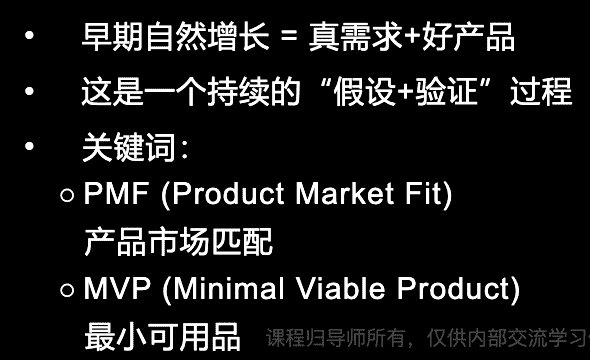 • 早期自然增长 = 真需求+好产品
• 这是一个持续的“假设+验证”过程
• 关键词：
○ PMF (Product Market Fit)
产品市场匹配
○ MVP (Minimal Viable Product)
最小可用品
课程归导师所有，仅供内部交流学习